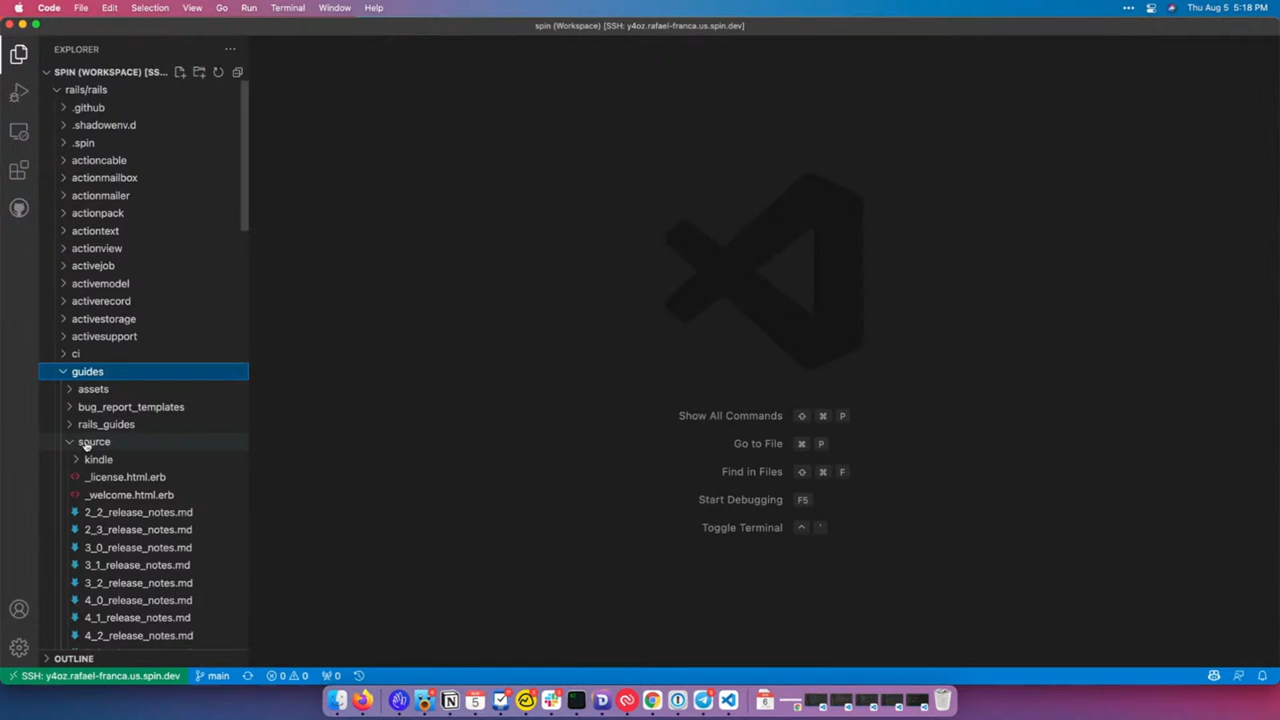 Code File Edit Selection View Go Run Terminal Window Help
Thu Aug 5 5:18 PM
spin (Workspace) [SSH: y4oz.rafael-franca.us.spin.dev]
EXPLORER
SPIN (WORKSPACE) [SS...
rails/rails
.github
.shadowenv.d
.spin
actioncable
actionmailbox
actionmailer
actionpack
actiontext
actionview
activejob
activemodel
activerecord
activestorage
activesupport
ci
guides
assets
bug_report_templates
rails_guides
source
kindle
_license.html.erb
_welcome.html.erb
2_2_release_notes.md
2_3_release_notes.md
3_0_release_notes.md
3_1_release_notes.md
3_2_release_notes.md
4_0_release_notes.md
4_1_release_notes.md
4_2_release_notes.md
OUTLINE
Show All Commands ⇧ ⌘ P
Go to File ⌘ P
Find in Files ⇧ ⌘ F
Start Debugging F5
Toggle Terminal ^ `
SSH: y4oz.rafael-franca.us.spin.dev main 0 0 0